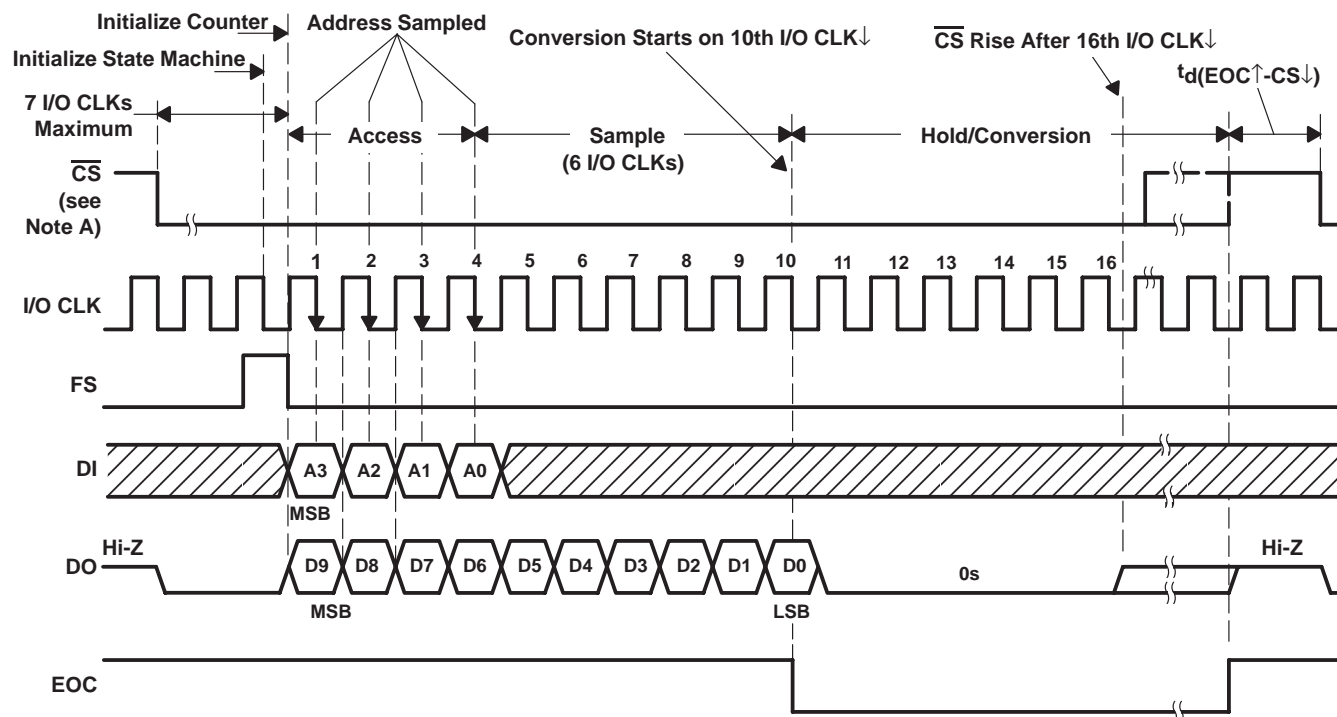 Initialize Counter
Address Sampled
Conversion Starts on 10th I/O CLK↓
CS Rise After 16th I/O CLK↓
Initialize State Machine
td(EOC↑-CS↓)
7 I/O CLKs
Maximum
Access
Sample
(6 I/O CLKs)
Hold/Conversion
CS
(see
Note A)
1 2 3 4 5 6 7 8 9 10 11 12 13 14 15 16
I/O CLK
FS
DI
A3 A2 A1 A0
MSB
Hi-Z
DO
D9 D8 D7 D6 D5 D4 D3 D2 D1 D0
0s
Hi-Z
MSB
LSB
EOC